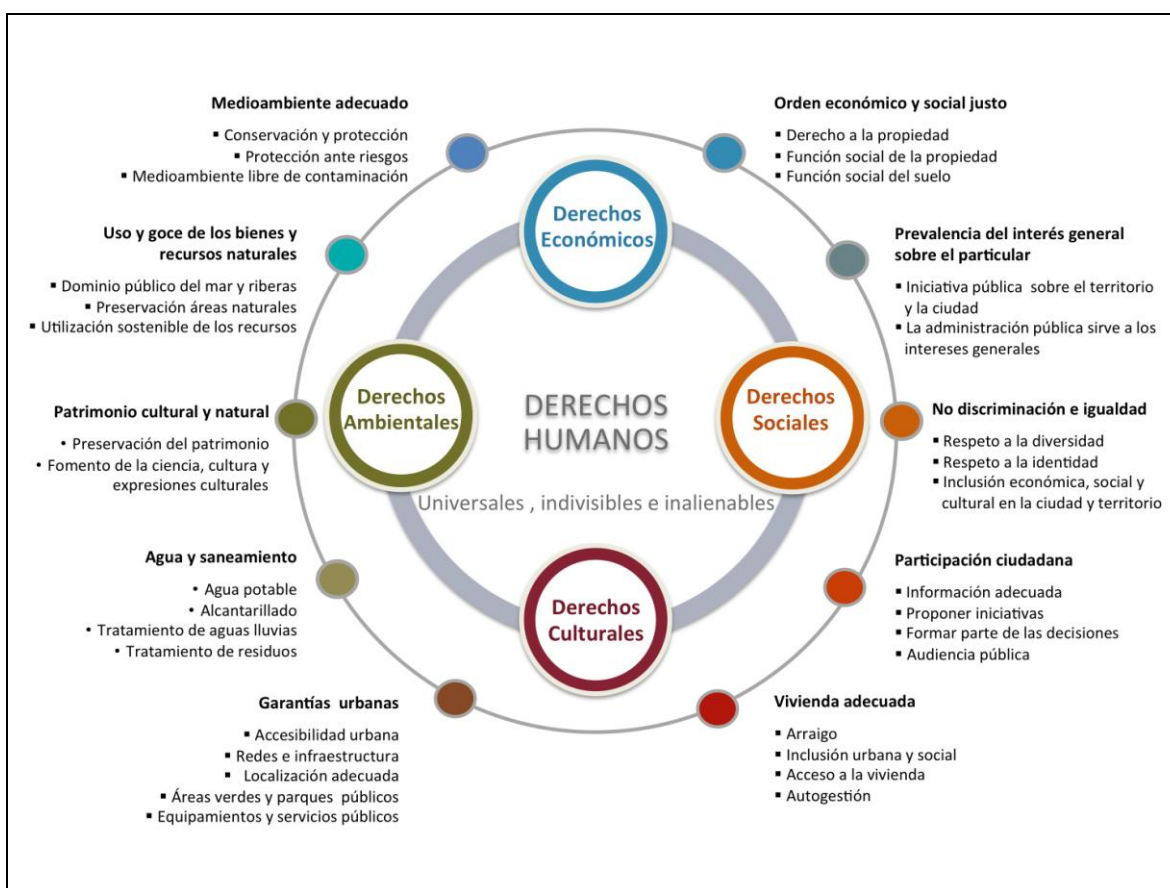 Medioambiente adecuado
▪ Conservación y protección
▪ Protección ante riesgos
▪ Medioambiente libre de contaminación
Uso y goce de los bienes y
recursos naturales
▪ Dominio público del mar y riberas
▪ Preservación áreas naturales
▪ Utilización sostenible de los recursos
Patrimonio cultural y natural
• Preservación del patrimonio
• Fomento de la ciencia, cultura y
expresiones culturales
Agua y saneamiento
• Agua potable
• Alcantarillado
• Tratamiento de aguas lluvias
• Tratamiento de residuos
Garantías urbanas
▪ Accesibilidad urbana
▪ Redes e infraestructura
▪ Localización adecuada
▪ Áreas verdes y parques públicos
▪ Equipamientos y servicios públicos
Derechos
Económicos
Derechos
Ambientales
DERECHOS
HUMANOS
Universales , indivisibles e inalienables
Derechos
Sociales
Derechos
Culturales
Orden económico y social justo
▪ Derecho a la propiedad
▪ Función social de la propiedad
▪ Función social del suelo
Prevalencia del interés general
sobre el particular
▪ Iniciativa pública sobre el territorio
y la ciudad
▪ La administración pública sirve a los
intereses generales
No discriminación e igualdad
▪ Respeto a la diversidad
▪ Respeto a la identidad
▪ Inclusión económica, social y
cultural en la ciudad y territorio
Participación ciudadana
▪ Información adecuada
▪ Proponer iniciativas
▪ Formar parte de las decisiones
▪ Audiencia pública
Vivienda adecuada
▪ Arraigo
▪ Inclusión urbana y social
▪ Acceso a la vivienda
▪ Autogestión